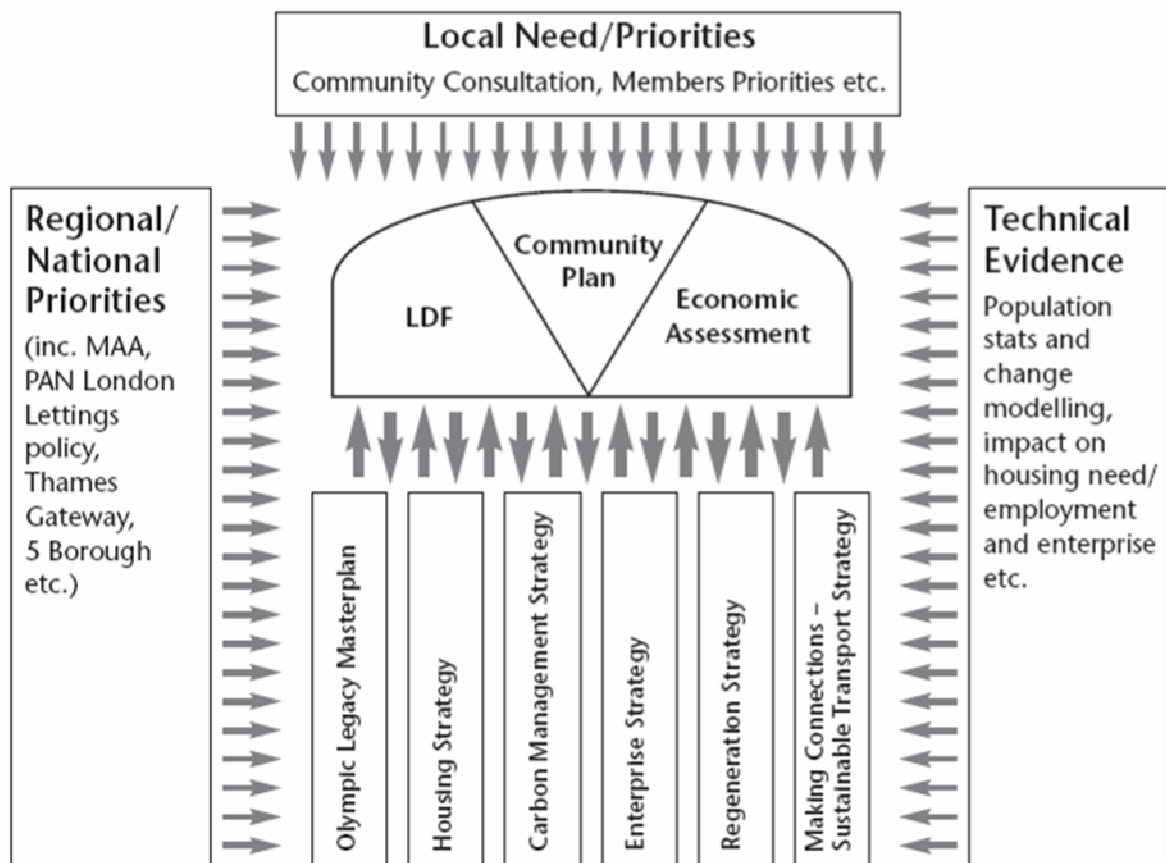 Local Need/Priorities
Community Consultation, Members Priorities etc.
Regional/
National
Priorities
(inc. MAA,
PAN London
Lettings
policy,
Thames
Gateway,
5 Borough
etc.)
LDF
Community
Plan
Economic
Assessment
Technical
Evidence
Population
stats and
change
modelling,
impact on
housing need/
employment
and enterprise
etc.
Olympic Legacy Masterplan
Housing Strategy
Carbon Management Strategy
Enterprise Strategy
Regeneration Strategy
Making Connections –
Sustainable Transport Strategy